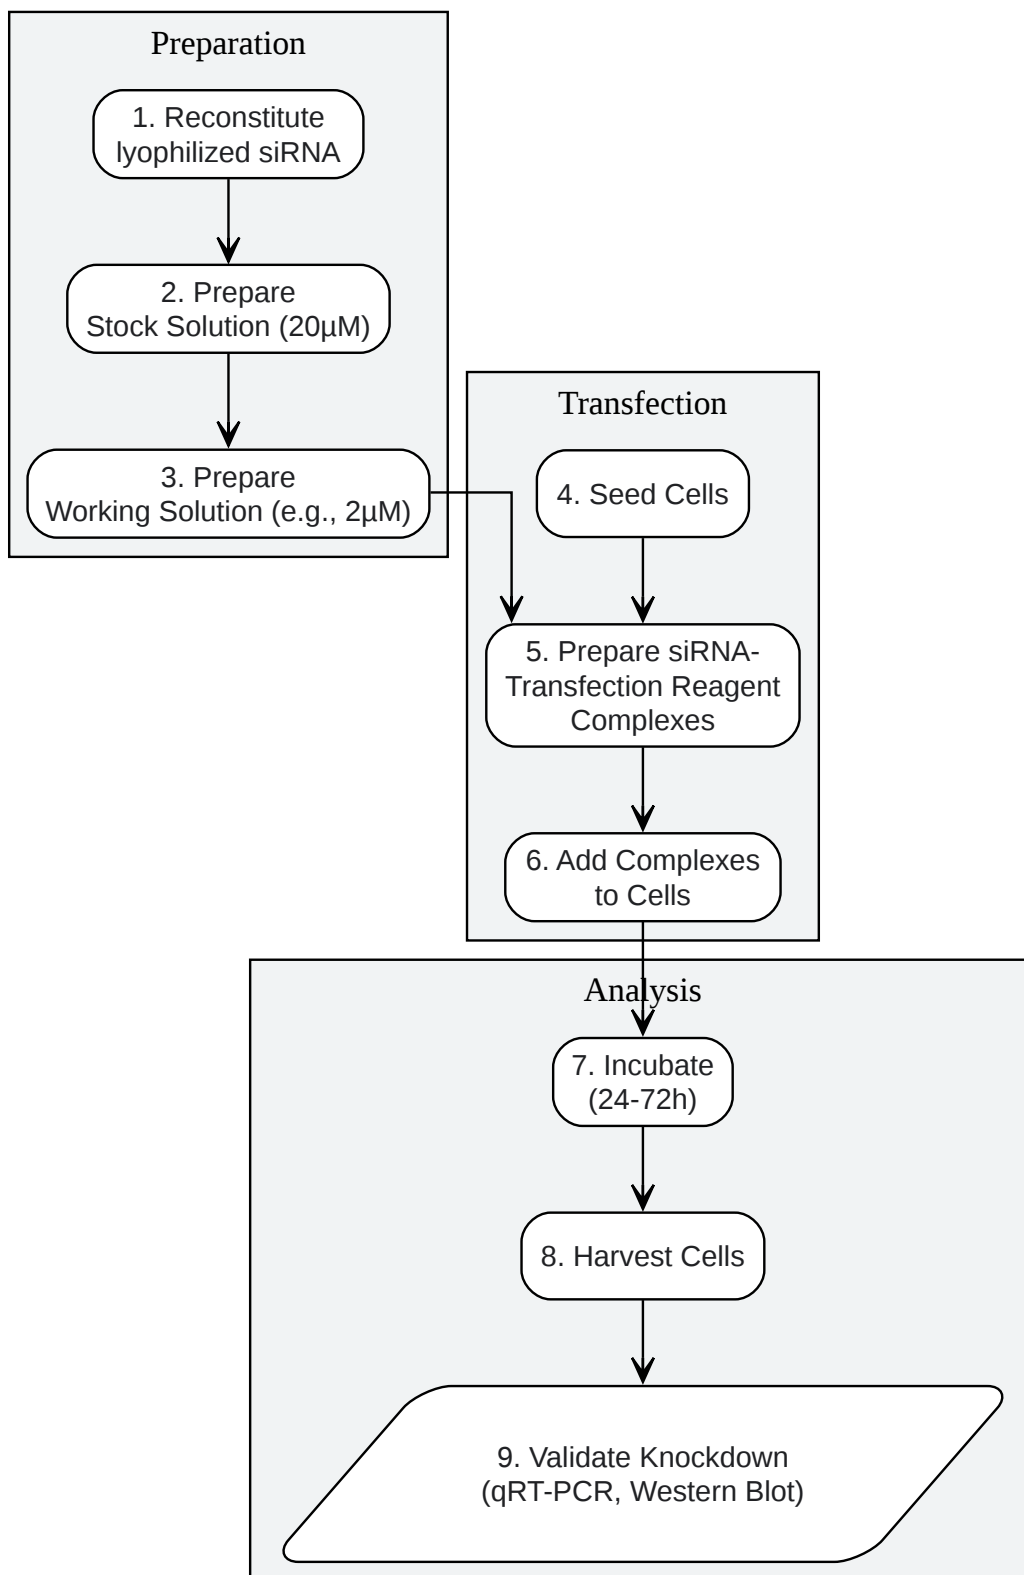 Preparation
1. Reconstitute
lyophilized siRNA
2. Prepare
Stock Solution (20µM)
3. Prepare
Working Solution (e.g., 2µM)
Transfection
4. Seed Cells
5. Prepare siRNA-
Transfection Reagent
Complexes
6. Add Complexes
to Cells
Analysis
7. Incubate
(24-72h)
8. Harvest Cells
9. Validate Knockdown
(qRT-PCR, Western Blot)